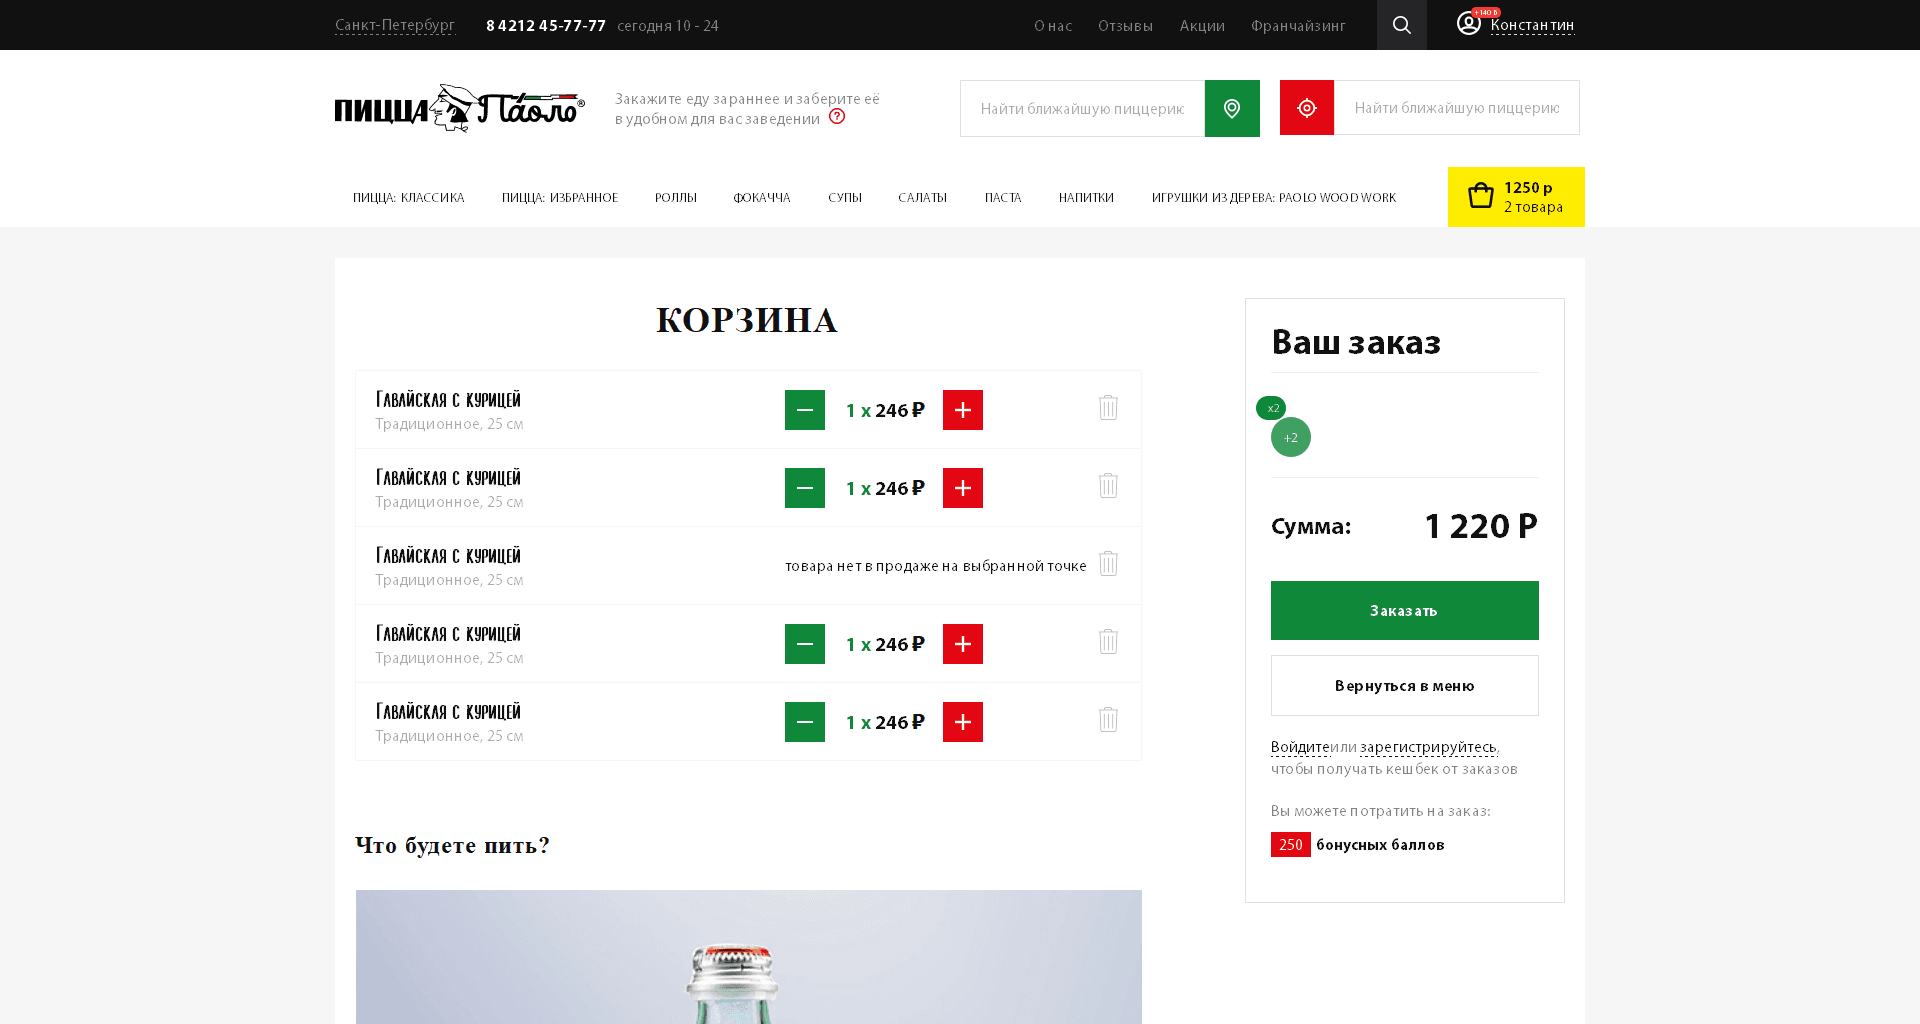 Санкт-Петербург 8 4212 45-77-77 сегодня 10 - 24 О нас Отзывы Акции Франчайзинг +140 Б Константин
ПИЦЦА Па́оло® Закажите еду зараннее и заберите её
в удобном для вас заведении ?
Найти ближайшую пиццерию Найти ближайшую пиццерию
ПИЦЦА: КЛАССИКА ПИЦЦА: ИЗБРАННОЕ РОЛЛЫ ФОКАЧЧА СУПЫ САЛАТЫ ПАСТА НАПИТКИ ИГРУШКИ ИЗ ДЕРЕВА: PAOLO WOOD WORK
1250 р
2 товара
КОРЗИНА
Гавайская с курицей
Традиционное, 25 см
1 x 246 ₽
Гавайская с курицей
Традиционное, 25 см
1 x 246 ₽
Гавайская с курицей
Традиционное, 25 см
товара нет в продаже на выбранной точке
Гавайская с курицей
Традиционное, 25 см
1 x 246 ₽
Гавайская с курицей
Традиционное, 25 см
1 x 246 ₽
Что будете пить?
Ваш заказ
x2
+2
Сумма: 1 220 Р
Заказать
Вернуться в меню
Войдитеили зарегистрируйтесь,
чтобы получать кешбек от заказов
Вы можете потратить на заказ:
250 бонусных баллов